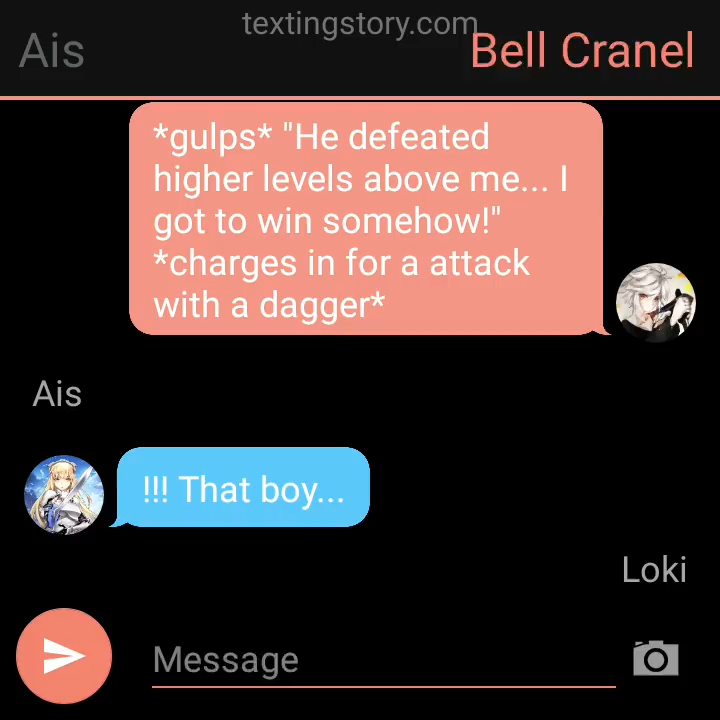 textingstory.com
Ais
Bell Cranel
*gulps* "He defeated
higher levels above me... I
got to win somehow!"
*charges in for a attack
with a dagger*
Ais
!!! That boy...
Loki
Message